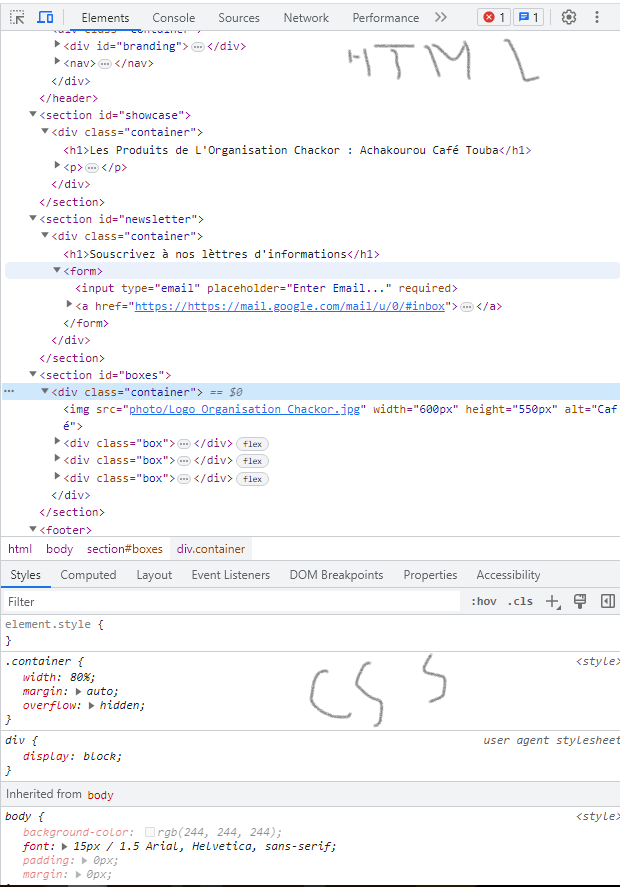 Elements Console Sources Network Performance 1 1
<div id="branding"> … </div>
<nav> … </nav>
HTML
</div>
</header>
<section id="showcase">
<div class="container">
<h1>Les Produits de L'Organisation Chackor : Achakourou Café Touba</h1>
<p> … </p>
</div>
</section>
<section id="newsletter">
<div class="container">
<h1>Souscrivez à nos lèttres d'informations</h1>
<form>
<input type="email" placeholder="Enter Email..." required>
<a href="https://https://mail.google.com/mail/u/0/#inbox"> … </a>
</form>
</div>
</section>
<section id="boxes">
… <div class="container"> == $0
<img src="photo/Logo Organisation Chackor.jpg" width="600px" height="550px" alt="Caf
é">
<div class="box"> … </div> flex
<div class="box"> … </div> flex
<div class="box"> … </div> flex
</div>
</section>
<footer>
html body section#boxes div.container
Styles Computed Layout Event Listeners DOM Breakpoints Properties Accessibility
Filter :hov .cls
element.style {
}
.container { <style>
width: 80%;
margin: auto;
overflow: hidden;
}
CSS
div { user agent stylesheet
display: block;
}
Inherited from body
body { <style>
background-color: rgb(244, 244, 244);
font: 15px / 1.5 Arial, Helvetica, sans-serif;
padding: 0px;
margin: 0px;